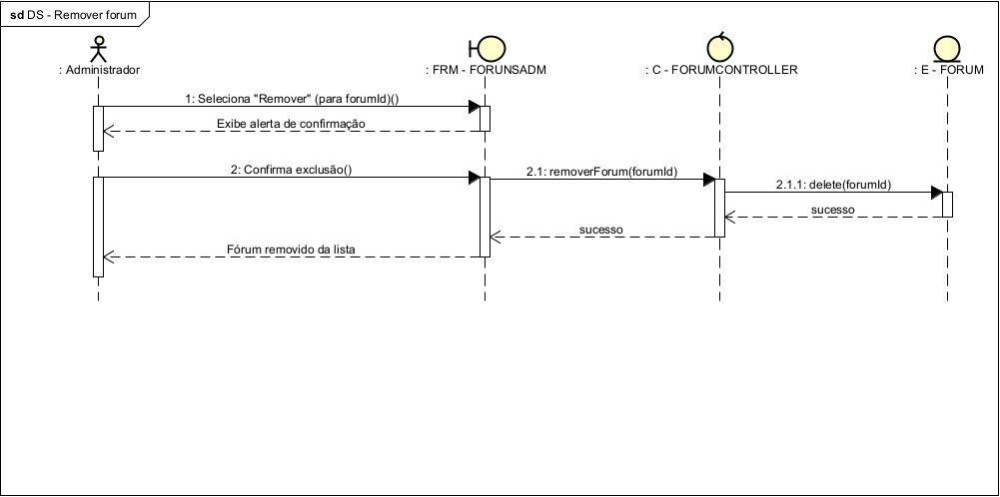 sd DS - Remover forum
: Administrador
: FRM - FORUNSADM
: C - FORUMCONTROLLER
: E - FORUM
1: Seleciona "Remover" (para forumId)()
Exibe alerta de confirmação
2: Confirma exclusão()
2.1: removerForum(forumId)
2.1.1: delete(forumId)
sucesso
sucesso
Fórum removido da lista